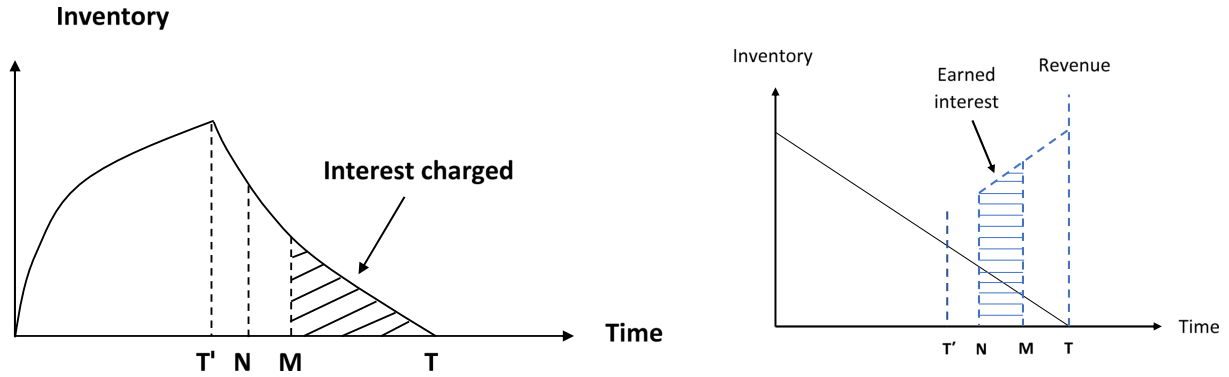 Inventory
Interest charged
Time
T' N M T
Inventory
Earned
interest
Revenue
Time
T′ N M T